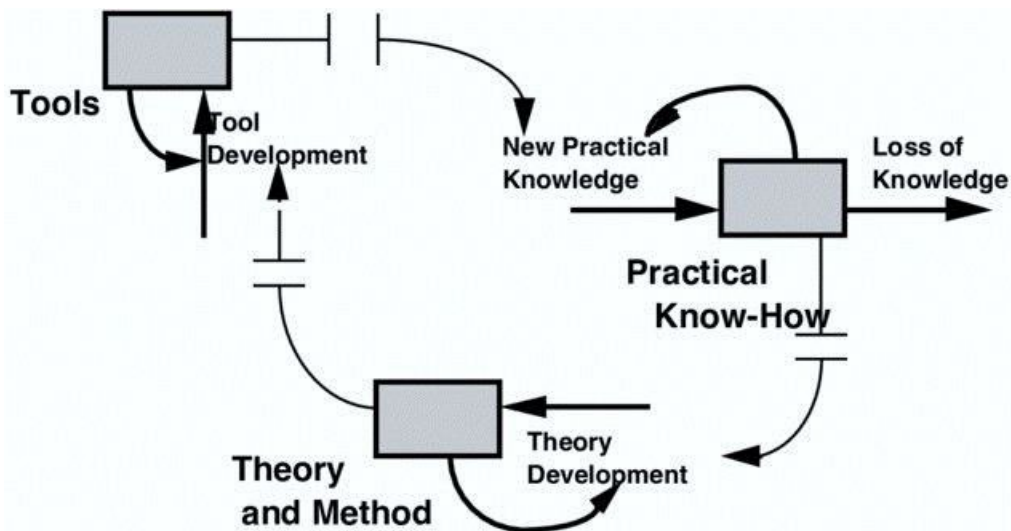 Tools
Tool
Development
New Practical
Knowledge
Loss of
Knowledge
Practical
Know-How
Theory
Development
Theory
and Method